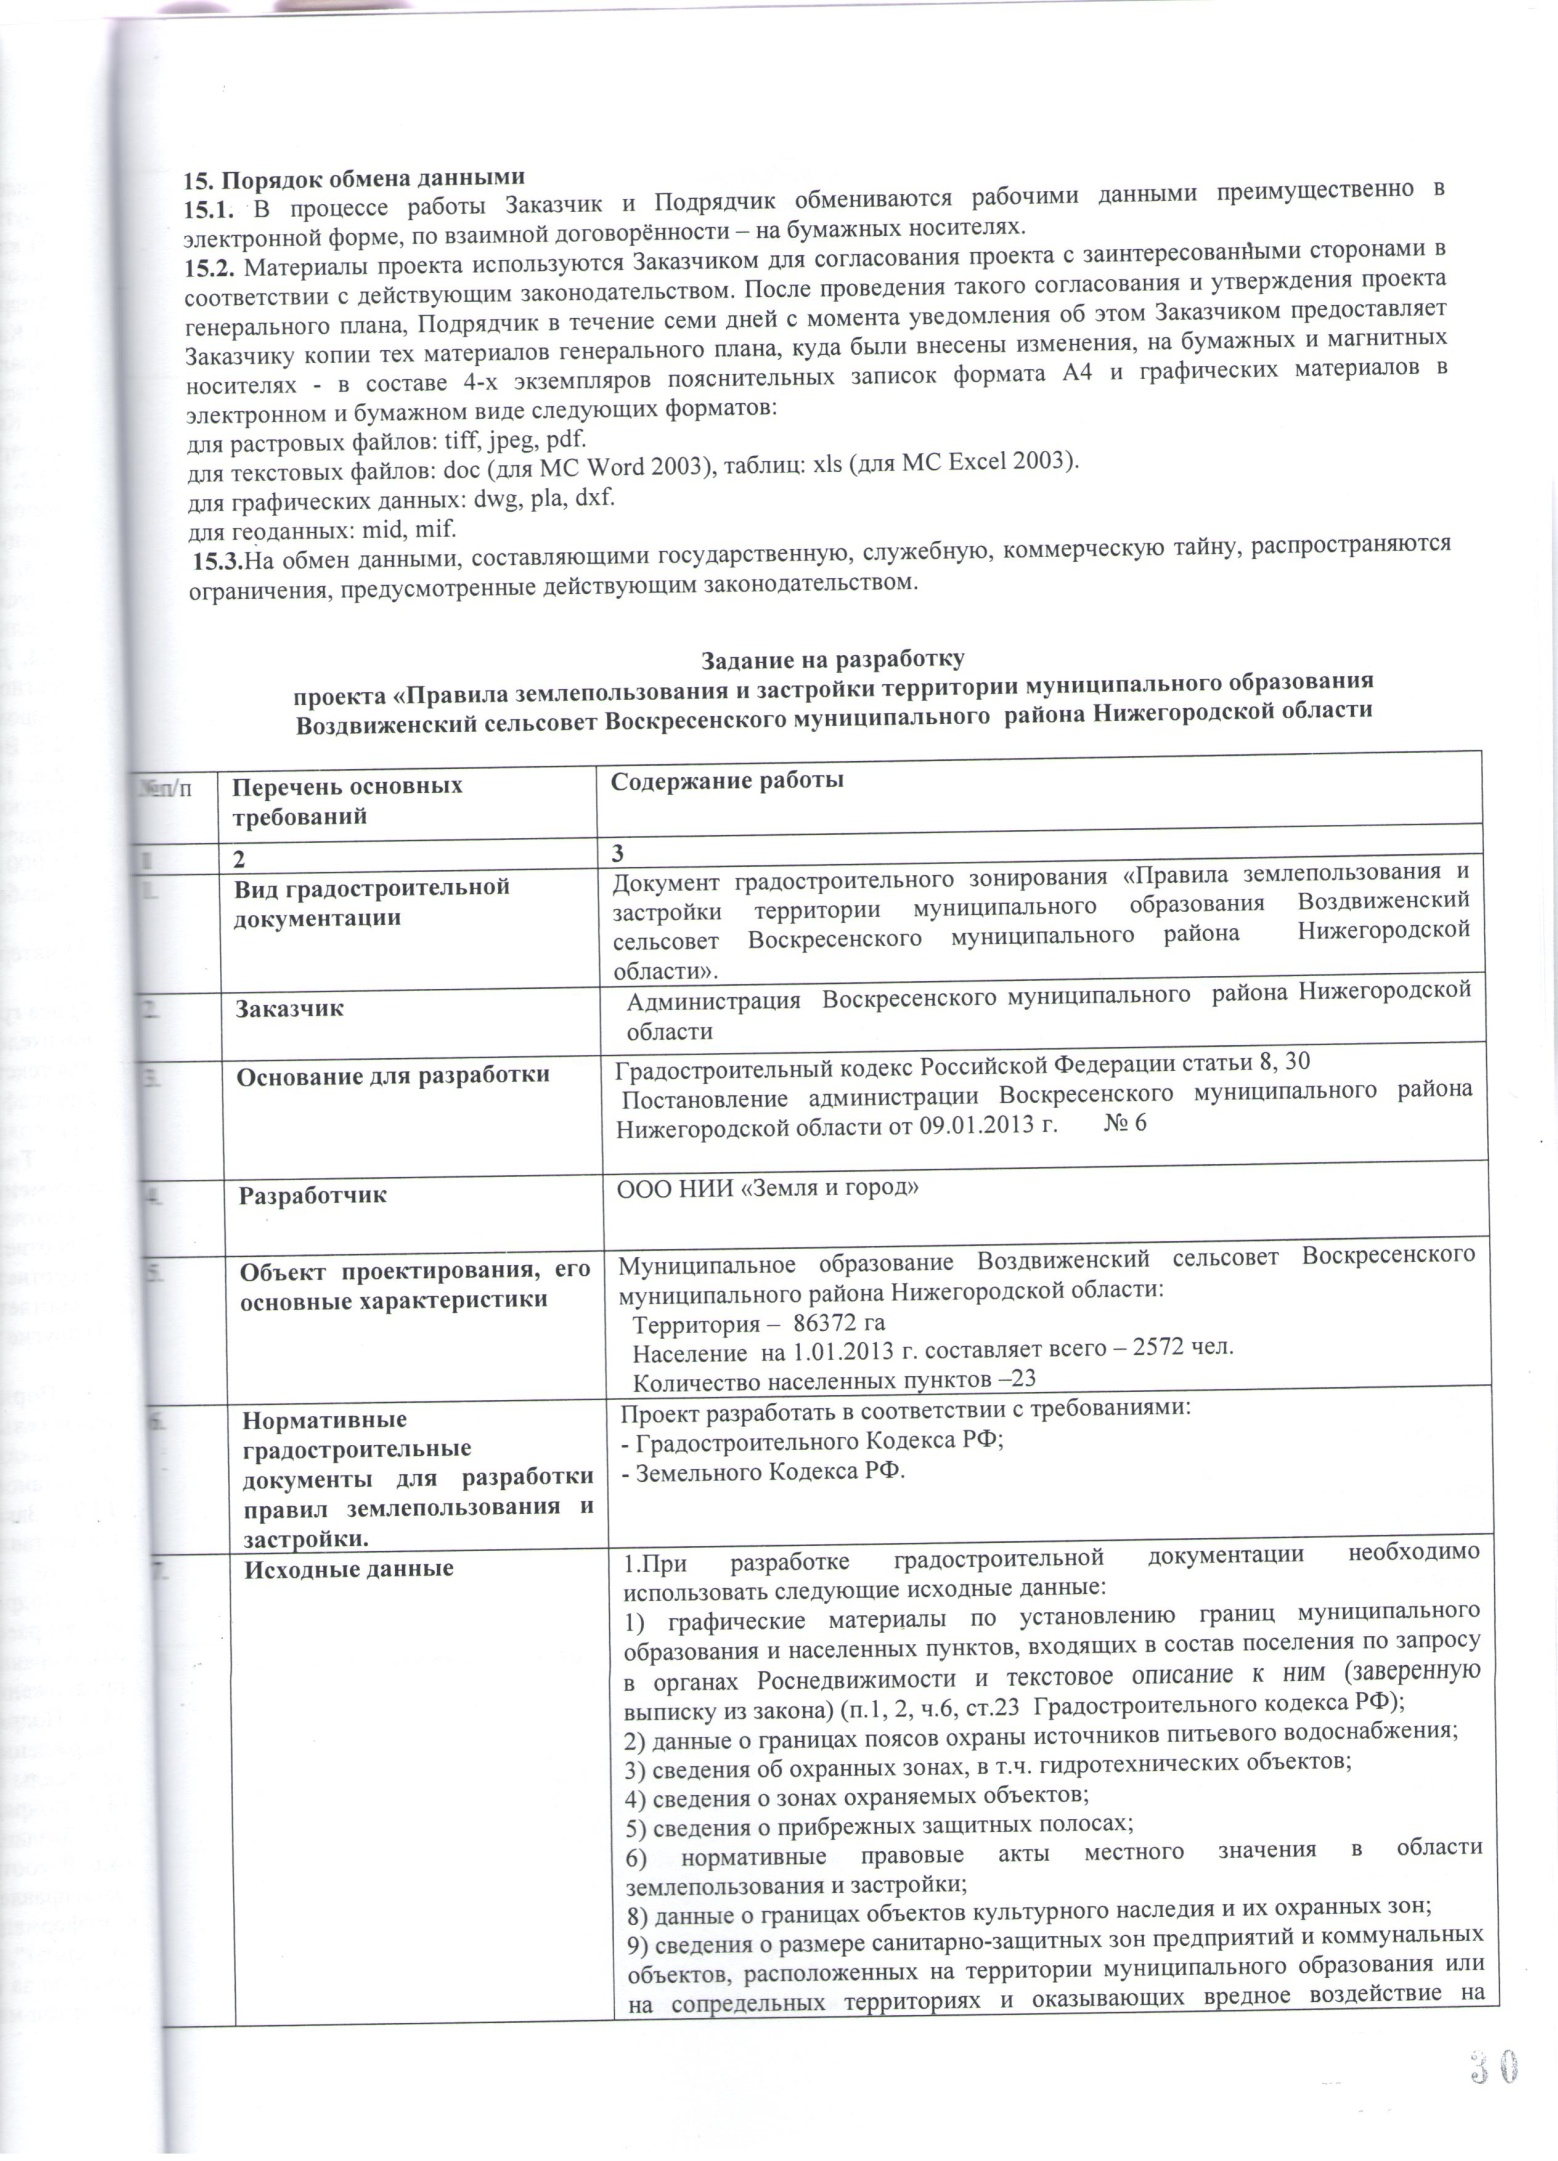 15. Порядок обмена данными
15.1. В процессе работы Заказчик и Подрядчик обмениваются рабочими данными преимущественно в
электронной форме, по взаимной договорённости – на бумажных носителях.
15.2. Материалы проекта используются Заказчиком для согласования проекта с заинтересованными сторонами в
соответствии с действующим законодательством. После проведения такого согласования и утверждения проекта
генерального плана, Подрядчик в течение семи дней с момента уведомления об этом Заказчиком предоставляет
Заказчику копии тех материалов генерального плана, куда были внесены изменения, на бумажных и магнитных
носителях - в составе 4-х экземпляров пояснительных записок формата А4 и графических материалов в
электронном и бумажном виде следующих форматов:
для растровых файлов: tiff, jpeg, pdf.
для текстовых файлов: doc (для МС Word 2003), таблиц: xls (для МС Excel 2003).
для графических данных: dwg, pla, dxf.
для геоданных: mid, mif.
15.3.На обмен данными, составляющими государственную, служебную, коммерческую тайну, распространяются
ограничения, предусмотренные действующим законодательством.
Задание на разработку
проекта «Правила землепользования и застройки территории муниципального образования
Воздвиженский сельсовет Воскресенского муниципального района Нижегородской области
№п/п
Перечень основных
требований
Содержание работы
1
2
3
1.
Вид градостроительной
документации
Документ градостроительного зонирования «Правила землепользования и
застройки территории муниципального образования Воздвиженский
сельсовет Воскресенского муниципального района Нижегородской
области».
2.
Заказчик
Администрация Воскресенского муниципального района Нижегородской
области
3.
Основание для разработки
Градостроительный кодекс Российской Федерации статьи 8, 30
Постановление администрации Воскресенского муниципального района
Нижегородской области от 09.01.2013 г. № 6
4.
Разработчик
ООО НИИ «Земля и город»
5.
Объект проектирования, его
основные характеристики
Муниципальное образование Воздвиженский сельсовет Воскресенского
муниципального района Нижегородской области:
Территория – 86372 га
Население на 1.01.2013 г. составляет всего – 2572 чел.
Количество населенных пунктов –23
6.
Нормативные
градостроительные
документы для разработки
правил землепользования и
застройки.
Проект разработать в соответствии с требованиями:
- Градостроительного Кодекса РФ;
- Земельного Кодекса РФ.
7.
Исходные данные
1.При разработке градостроительной документации необходимо
использовать следующие исходные данные:
1) графические материалы по установлению границ муниципального
образования и населенных пунктов, входящих в состав поселения по запросу
в органах Роснедвижимости и текстовое описание к ним (заверенную
выписку из закона) (п.1, 2, ч.6, ст.23 Градостроительного кодекса РФ);
2) данные о границах поясов охраны источников питьевого водоснабжения;
3) сведения об охранных зонах, в т.ч. гидротехнических объектов;
4) сведения о зонах охраняемых объектов;
5) сведения о прибрежных защитных полосах;
6) нормативные правовые акты местного значения в области
землепользования и застройки;
8) данные о границах объектов культурного наследия и их охранных зон;
9) сведения о размере санитарно-защитных зон предприятий и коммунальных
объектов, расположенных на территории муниципального образования или
на сопредельных территориях и оказывающих вредное воздействие на
30